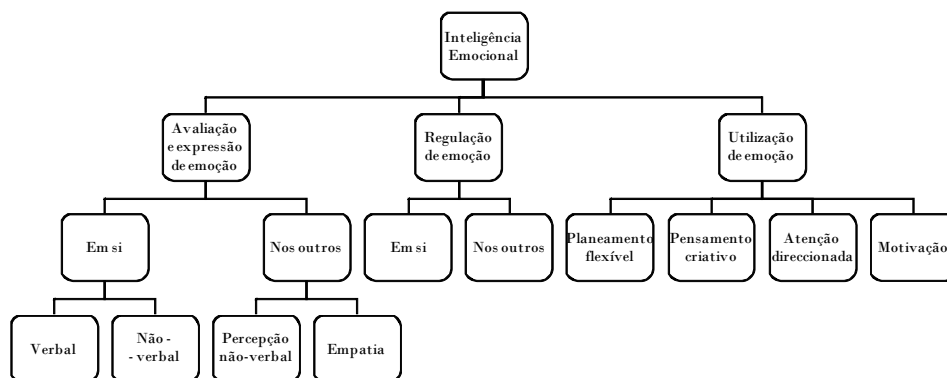 Inteligência
Emocional
Avaliação
e expressão
de emoção
Regulação
de emoção
Utilização
de emoção
Em si
Nos outros
Em si
Nos outros
Planeamento
flexível
Pensamento
criativo
Atenção
direccionada
Motivação
Verbal
Não -
- verbal
Percepção
não-verbal
Empatia